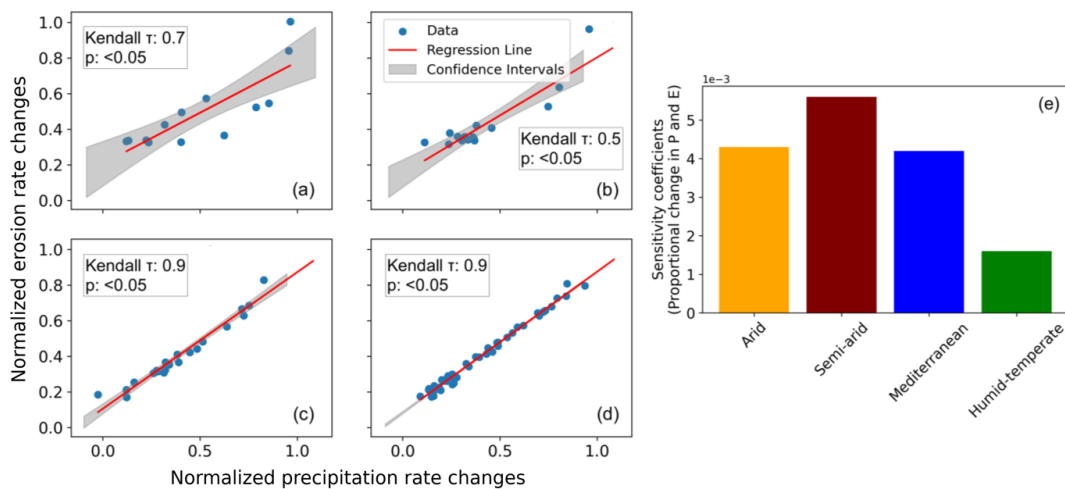 Normalized erosion rate changes
1.0
0.8
0.6
0.4
0.2
0.0
Kendall τ: 0.7
p: <0.05
(a)
Data
Regression Line
Confidence Intervals
Kendall τ: 0.5
p: <0.05
(b)
1.0
0.8
0.6
0.4
0.2
0.0
Kendall τ: 0.9
p: <0.05
(c)
0.0
0.5
1.0
Kendall τ: 0.9
p: <0.05
(d)
0.0
0.5
1.0
Normalized precipitation rate changes
1e−3
(e)
Sensitivity coefficients
(Proportional change in P and E)
5
4
3
2
1
0
Arid
Semi-arid
Mediterranean
Humid-temperate